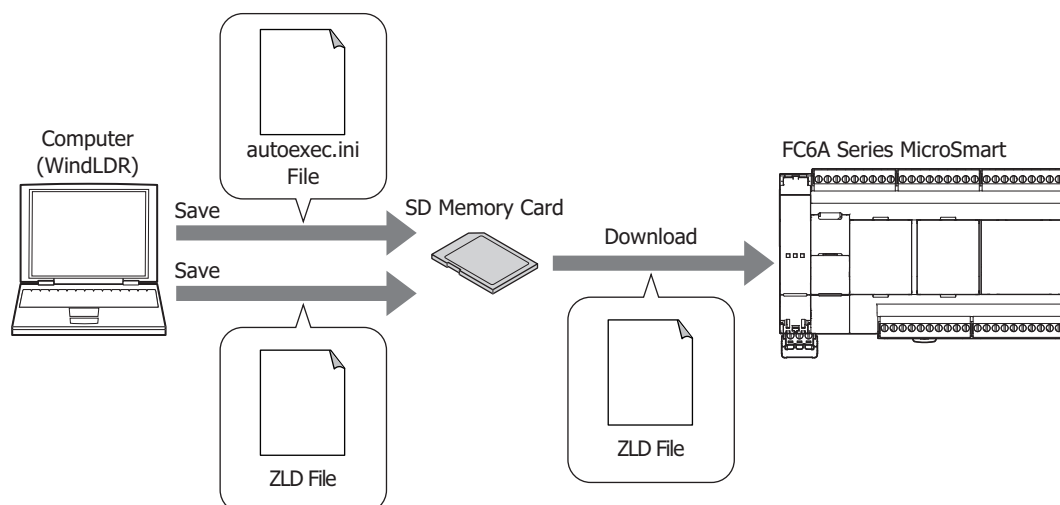 autoexec.ini
File
Computer
(WindLDR)
FC6A Series MicroSmart
Save
SD Memory Card
Download
Save
ZLD File
ZLD File